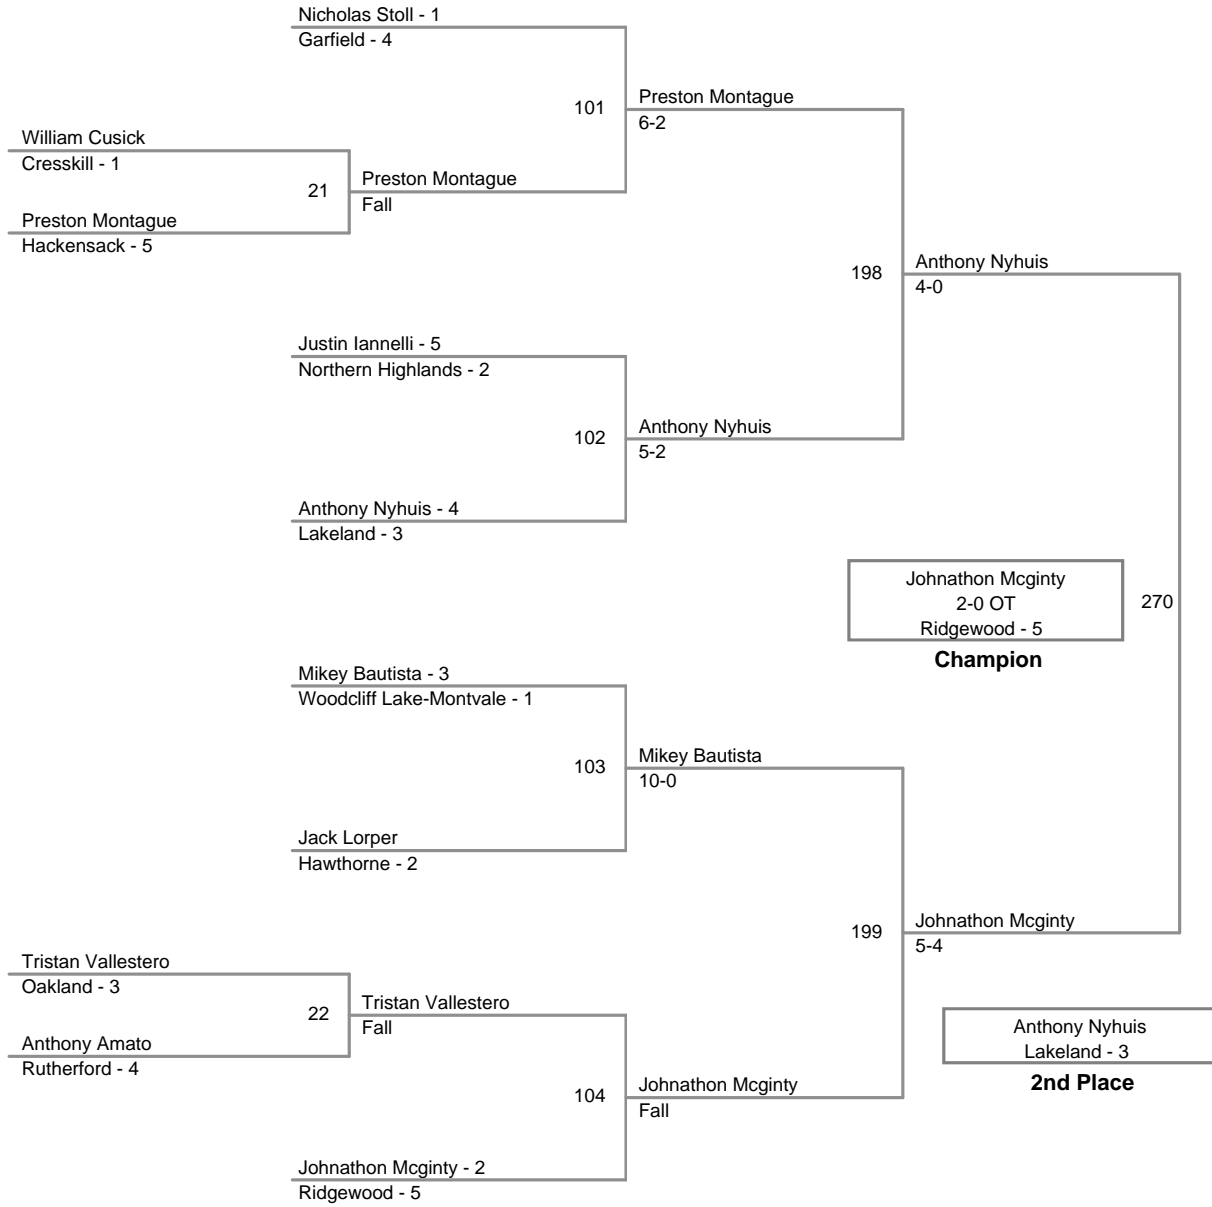 Nicholas Stoll - 1
Garfield - 4
101
Preston Montague
6-2
William Cusick
Cresskill - 1
21
Preston Montague
Fall
Preston Montague
Hackensack - 5
198
Anthony Nyhuis
4-0
Justin Iannelli - 5
Northern Highlands - 2
102
Anthony Nyhuis
5-2
Anthony Nyhuis - 4
Lakeland - 3
Johnathon Mcginty
2-0 OT
Ridgewood - 5
Champion
270
Mikey Bautista - 3
Woodcliff Lake-Montvale - 1
103
Mikey Bautista
10-0
Jack Lorper
Hawthorne - 2
199
Johnathon Mcginty
5-4
Tristan Vallestero
Oakland - 3
22
Tristan Vallestero
Fall
Anthony Amato
Rutherford - 4
Anthony Nyhuis
Lakeland - 3
2nd Place
104
Johnathon Mcginty
Fall
Johnathon Mcginty - 2
Ridgewood - 5